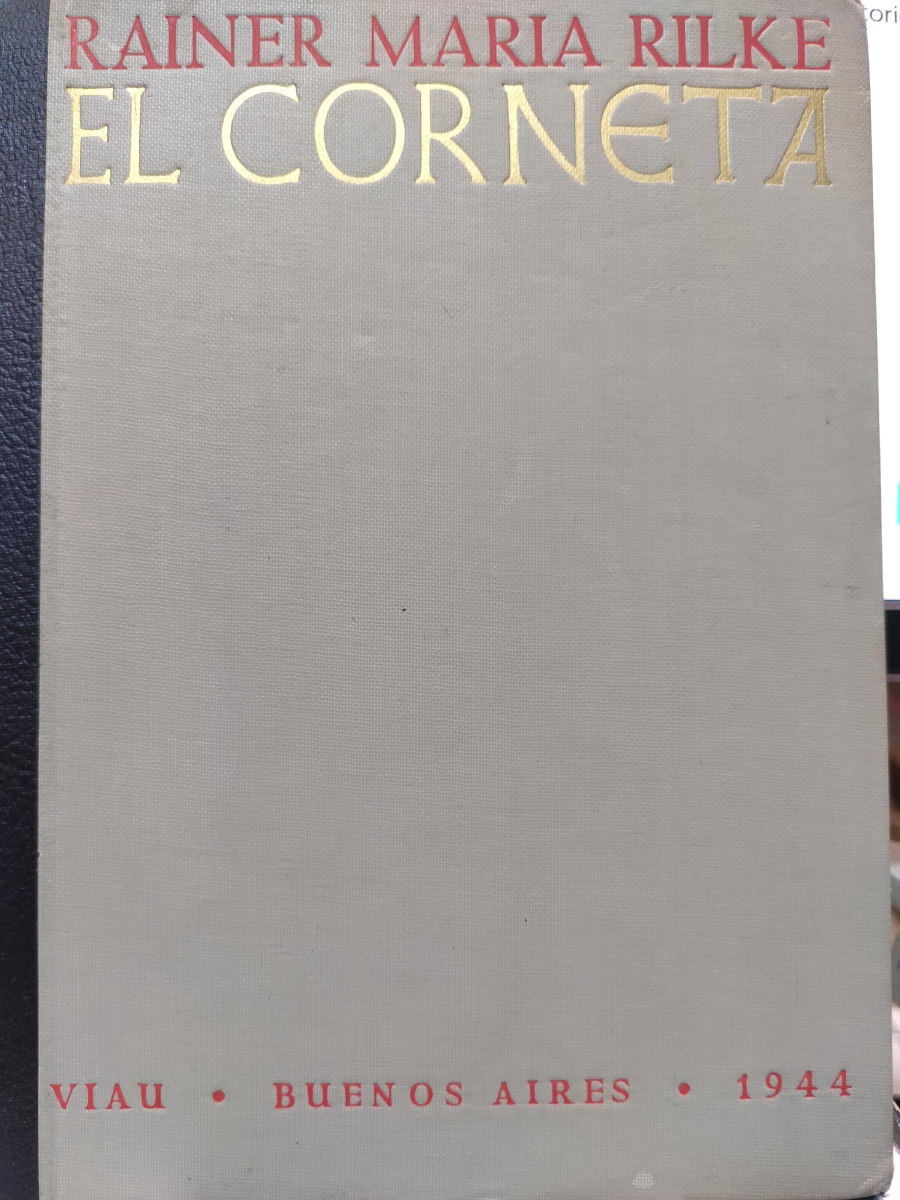 RAINER MARIA RILKE
EL CORNETA
VIAU • BUENOS AIRES • 1944